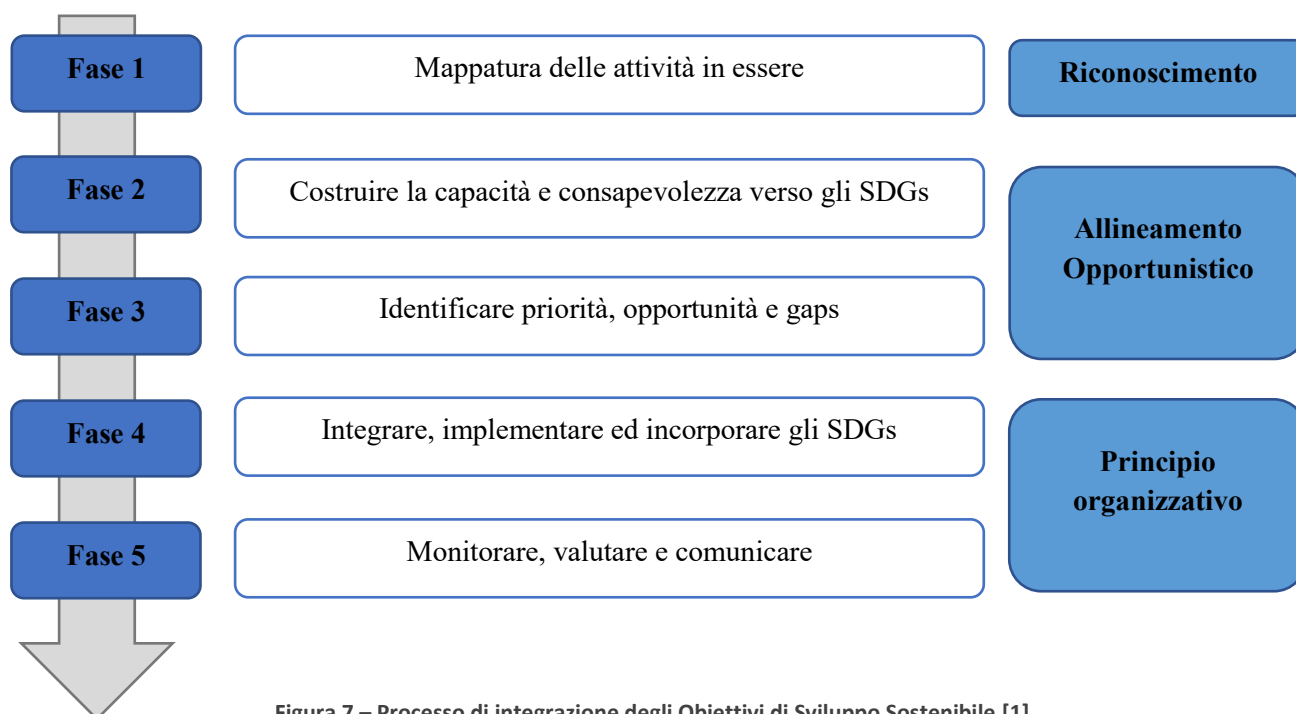 Fase 1
Mappatura delle attività in essere
Riconoscimento
Fase 2
Costruire la capacità e consapevolezza verso gli SDGs
Allineamento
Opportunistico
Fase 3
Identificare priorità, opportunità e gaps
Fase 4
Integrare, implementare ed incorporare gli SDGs
Principio
organizzativo
Fase 5
Monitorare, valutare e comunicare
Figura 7 – Processo di integrazione degli Obiettivi di Sviluppo Sostenibile [1]